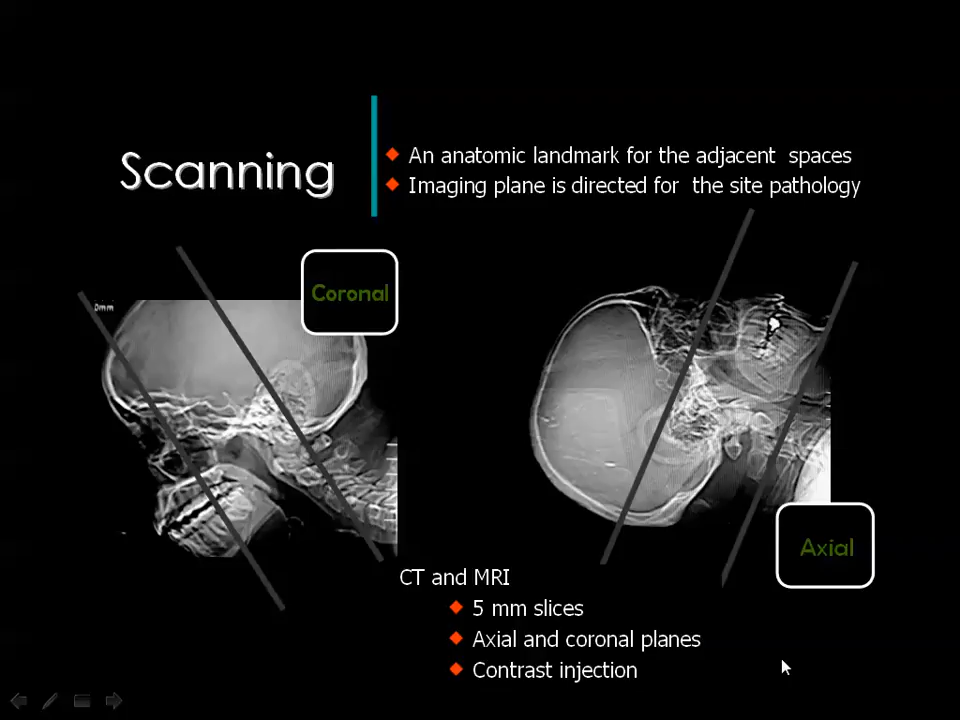 Scanning
An anatomic landmark for the adjacent spaces
Imaging plane is directed for the site pathology
Coronal
0mm
Axial
CT and MRI
5 mm slices
Axial and coronal planes
Contrast injection